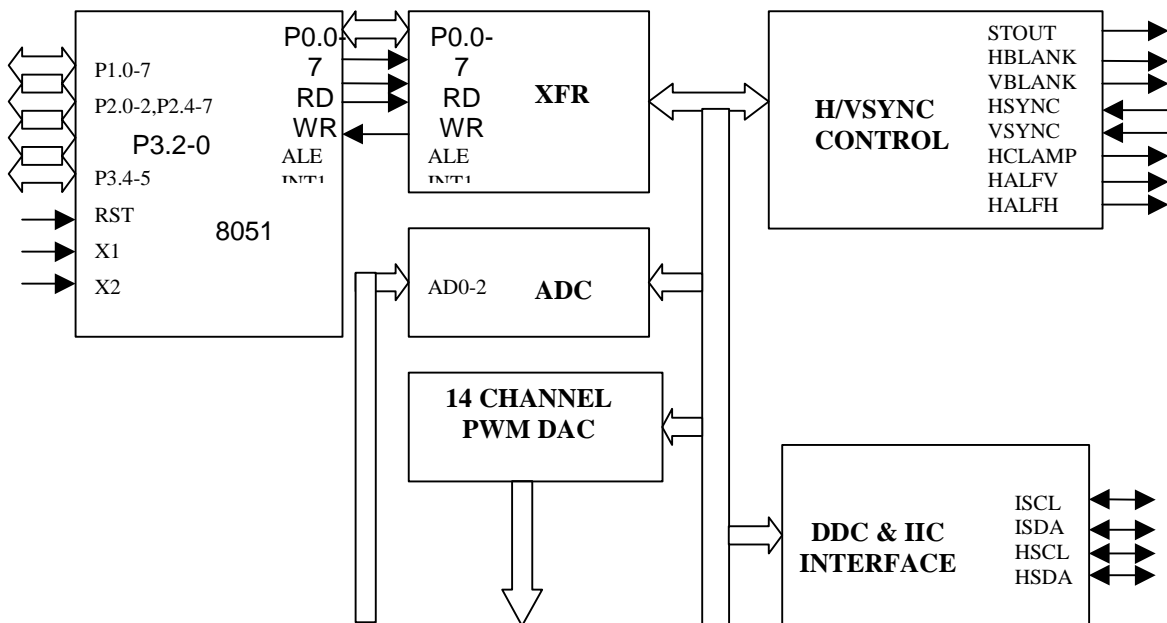 P1.0-7
P2.0-2,P2.4-7
P3.2-0
P3.4-5
RST
X1
X2
8051
P0.0-
7
RD
WR
ALE
INT1
P0.0-
7
RD
WR
ALE
INT1
XFR
AD0-2
ADC
14 CHANNEL
PWM DAC
H/VSYNC
CONTROL
STOUT
HBLANK
VBLANK
HSYNC
VSYNC
HCLAMP
HALFV
HALFH
DDC & IIC
INTERFACE
ISCL
ISDA
HSCL
HSDA